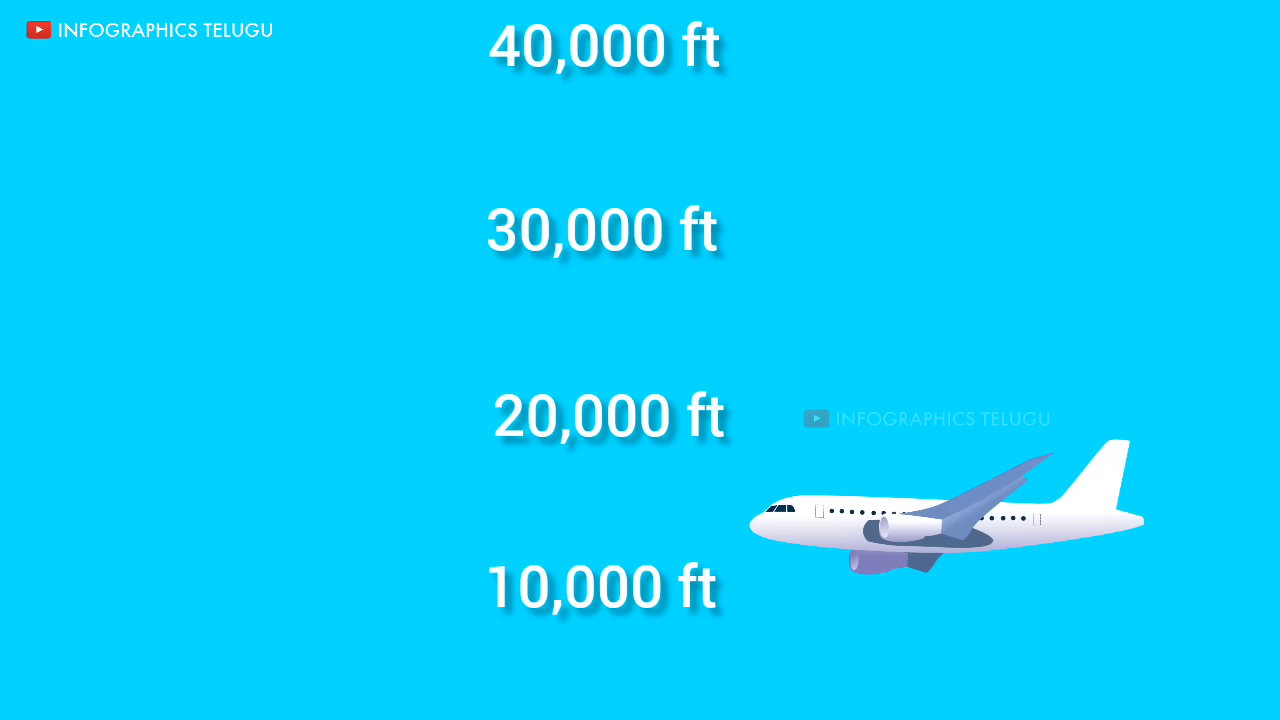 INFOGRAPHICS TELUGU
40,000 ft
30,000 ft
20,000 ft
INFOGRAPHICS TELUGU
10,000 ft